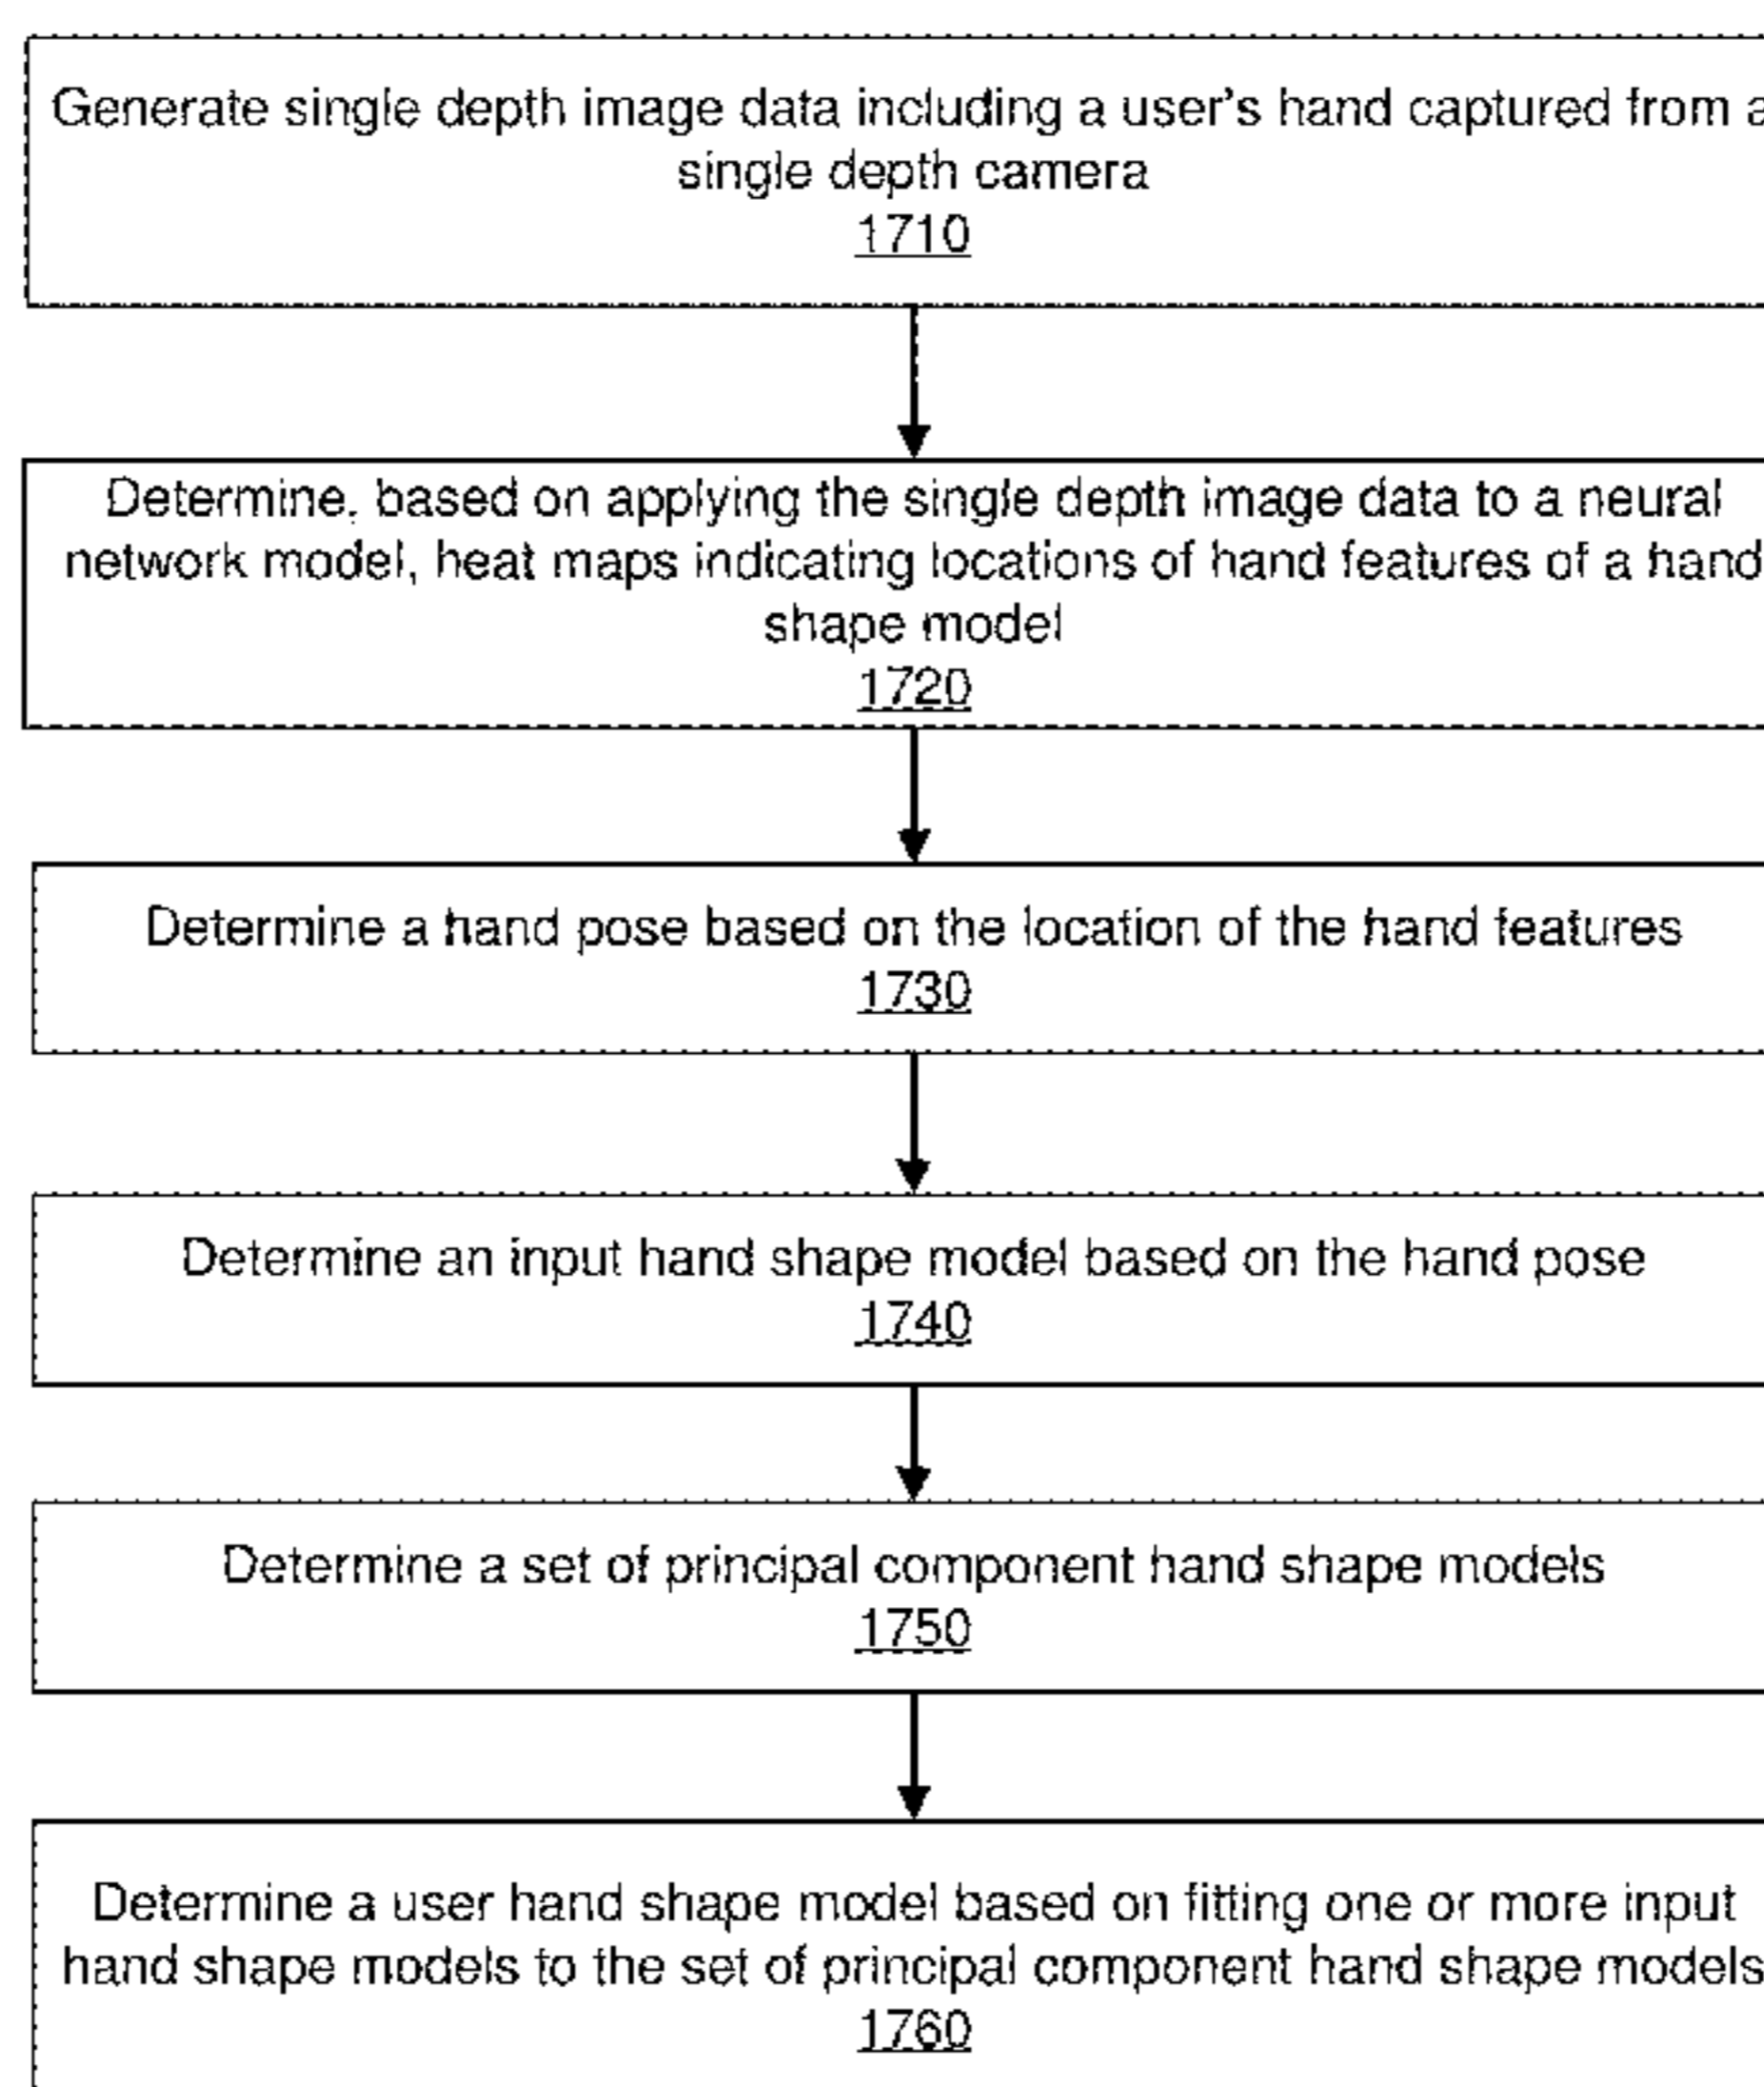 Generate single depth image data including a user's hand captured from a
single depth camera
1710
Determine, based on applying the single depth image data to a neural
network model, heat maps indicating locations of hand features of a hand
shape model
1720
Determine a hand pose based on the location of the hand features
1730
Determine an input hand shape model based on the hand pose
1740
Determine a set of principal component hand shape models
1750
Determine a user hand shape model based on fitting one or more input
hand shape models to the set of principal component hand shape models
1760